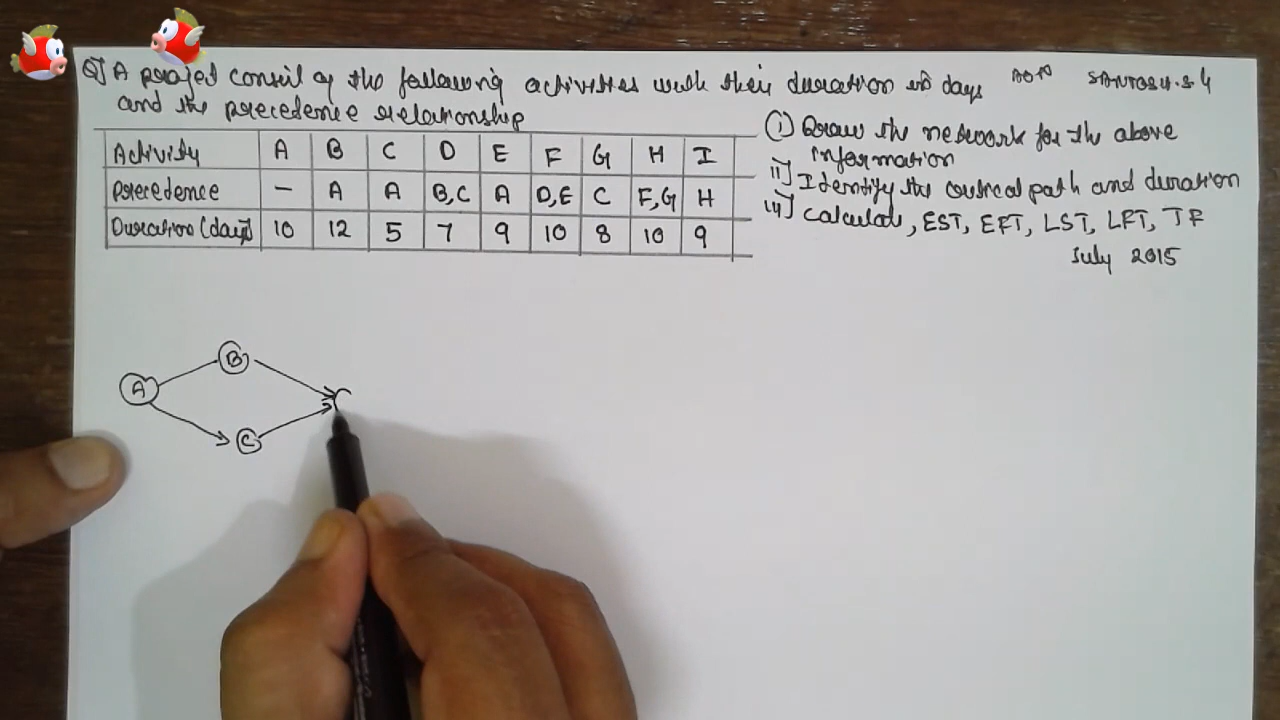 Q] A project consist of the following activities with their duration in days
and the precedence relationship
AON SANTOSH.S.G
Activity A B C D E F G H I
Precedence — A A B,C A D,E C F,G H
Duration (days) 10 12 5 7 9 10 8 10 9
i) Draw the network for the above
information
ii] Identify the critical path and duration
iii] Calculate, EST, EFT, LST, LFT, TF
July 2015
A
B
C